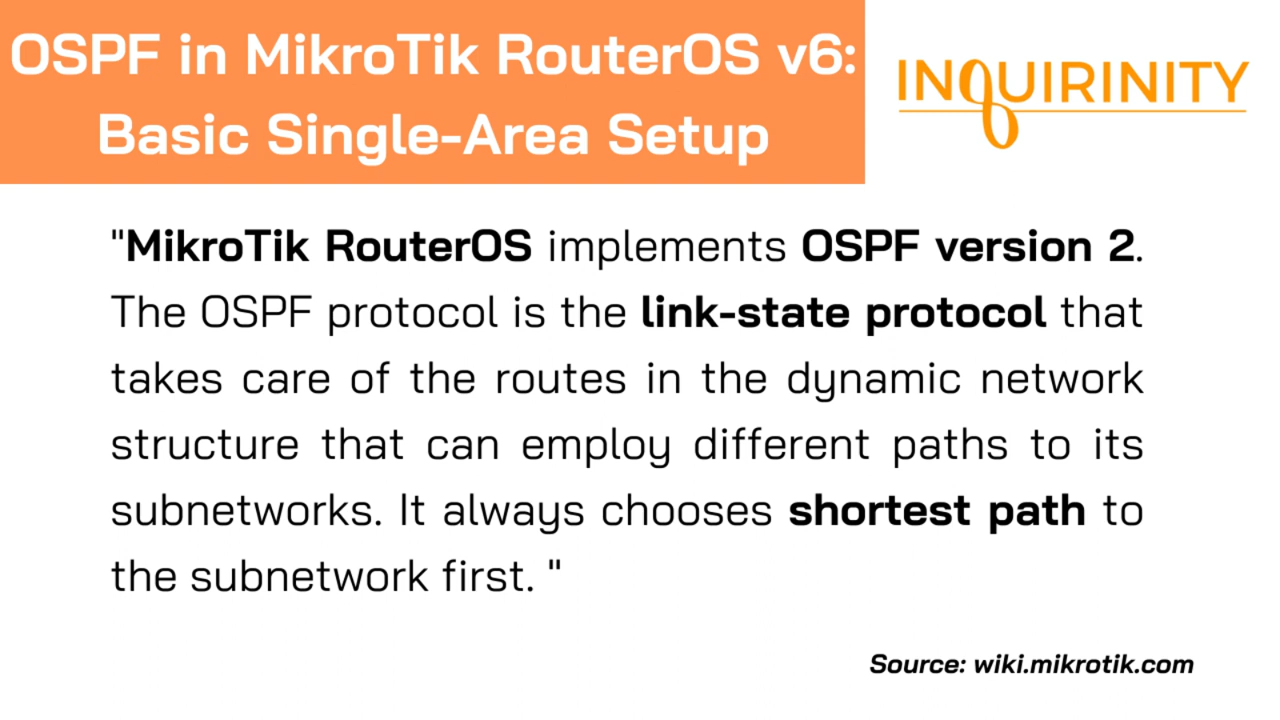 OSPF in MikroTik RouterOS v6:
Basic Single-Area Setup
INQUIRINITY
"MikroTik RouterOS implements OSPF version 2.
The OSPF protocol is the link-state protocol that
takes care of the routes in the dynamic network
structure that can employ different paths to its
subnetworks. It always chooses shortest path to
the subnetwork first. "
Source: wiki.mikrotik.com